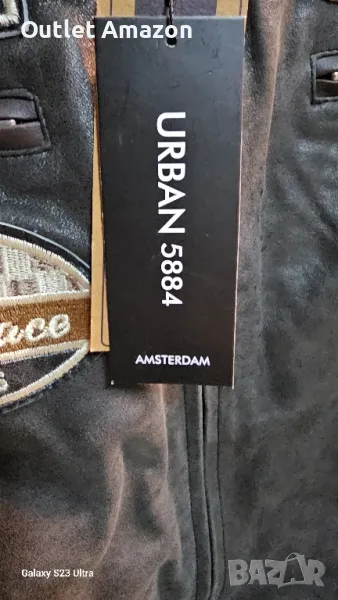 Outlet Amazon
URBAN 5884
AMSTERDAM
Galaxy S23 Ultra
BAZAR